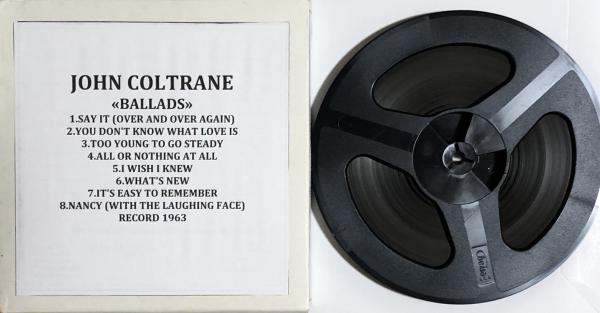 JOHN COLTRANE
«BALLADS»
1.SAY IT (OVER AND OVER AGAIN)
2.YOU DON'T KNOW WHAT LOVE IS
3.TOO YOUNG TO GO STEADY
4.ALL OR NOTHING AT ALL
5.I WISH I KNEW
6.WHAT'S NEW
7.IT'S EASY TO REMEMBER
8.NANCY (WITH THE LAUGHING FACE)
RECORD 1963